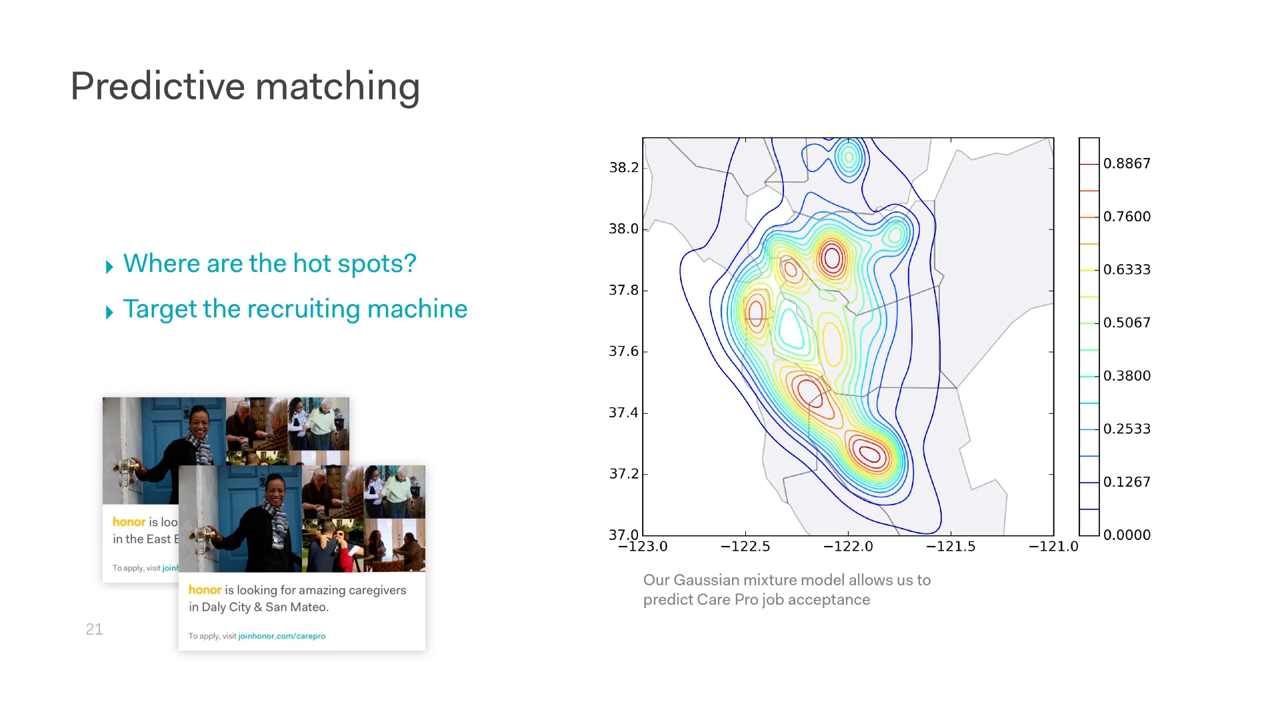 Predictive matching
Where are the hot spots?
Target the recruiting machine
honor is loo
in the East
To apply, visit join
honor is looking for amazing caregivers
in Daly City & San Mateo.
To apply, visit joinhonor.com/carepro
21
38.2
38.0
37.8
37.6
37.4
37.2
37.0
−123.0 −122.5 −122.0 −121.5 −121.0
0.8867
0.7600
0.6333
0.5067
0.3800
0.2533
0.1267
0.0000
Our Gaussian mixture model allows us to
predict Care Pro job acceptance